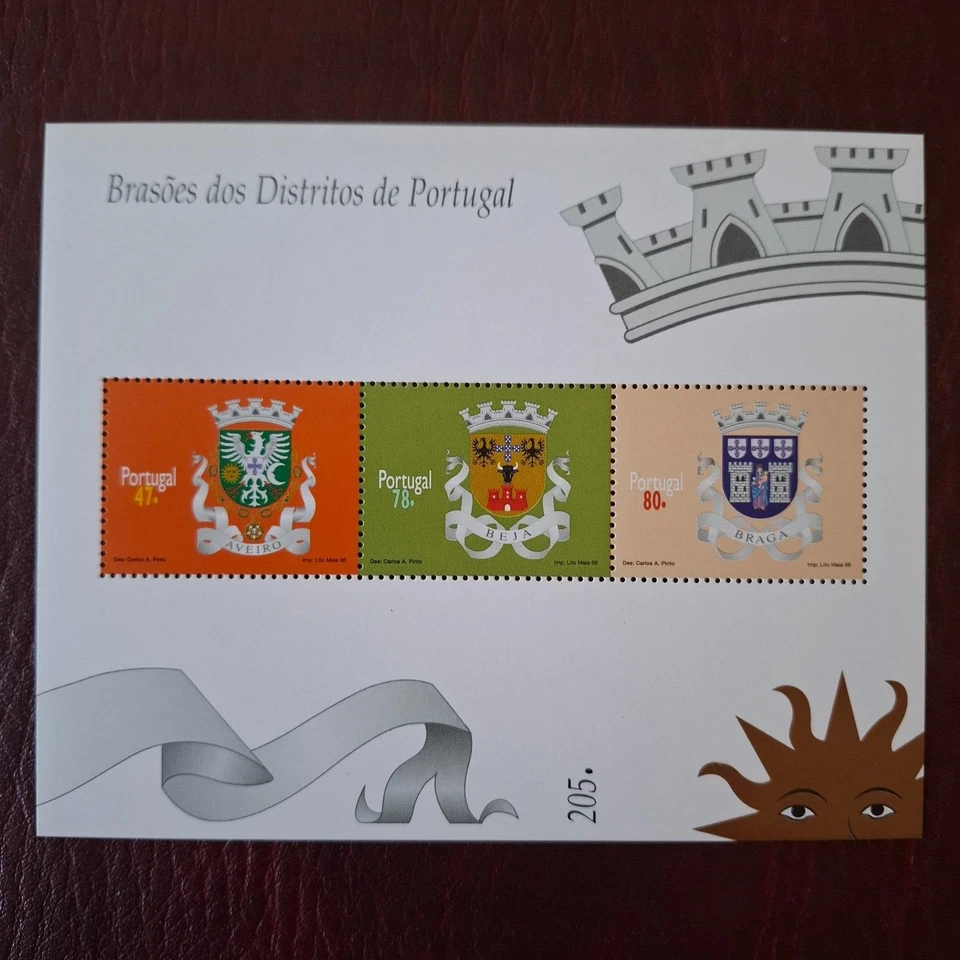 Brasões dos Distritos de Portugal
Portugal
47.
AVEIRO
Des: Carlos A. Pinto
Imp: Lito Maia 96
Portugal
78.
BEJA
Des: Carlos A. Pinto
Imp: Lito Maia 96
Portugal
80.
BRAGA
Des: Carlos A. Pinto
Imp: Lito Maia 96
205.